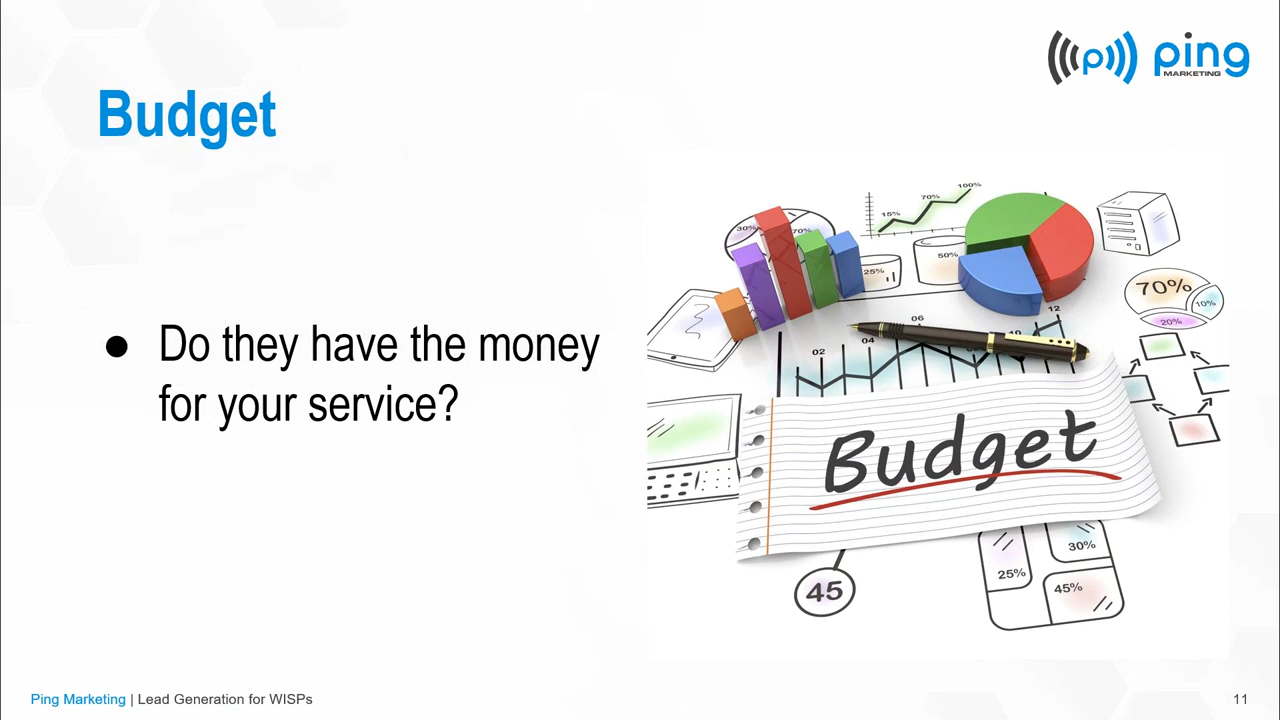 (p) ping
MARKETING
Budget
● Do they have the money
for your service?
100%
70%
15%
30%
70%
50%
25%
70%
10%
20%
12
10
06
04
02
Budget
45
30%
25%
45%
Ping Marketing | Lead Generation for WISPs
11